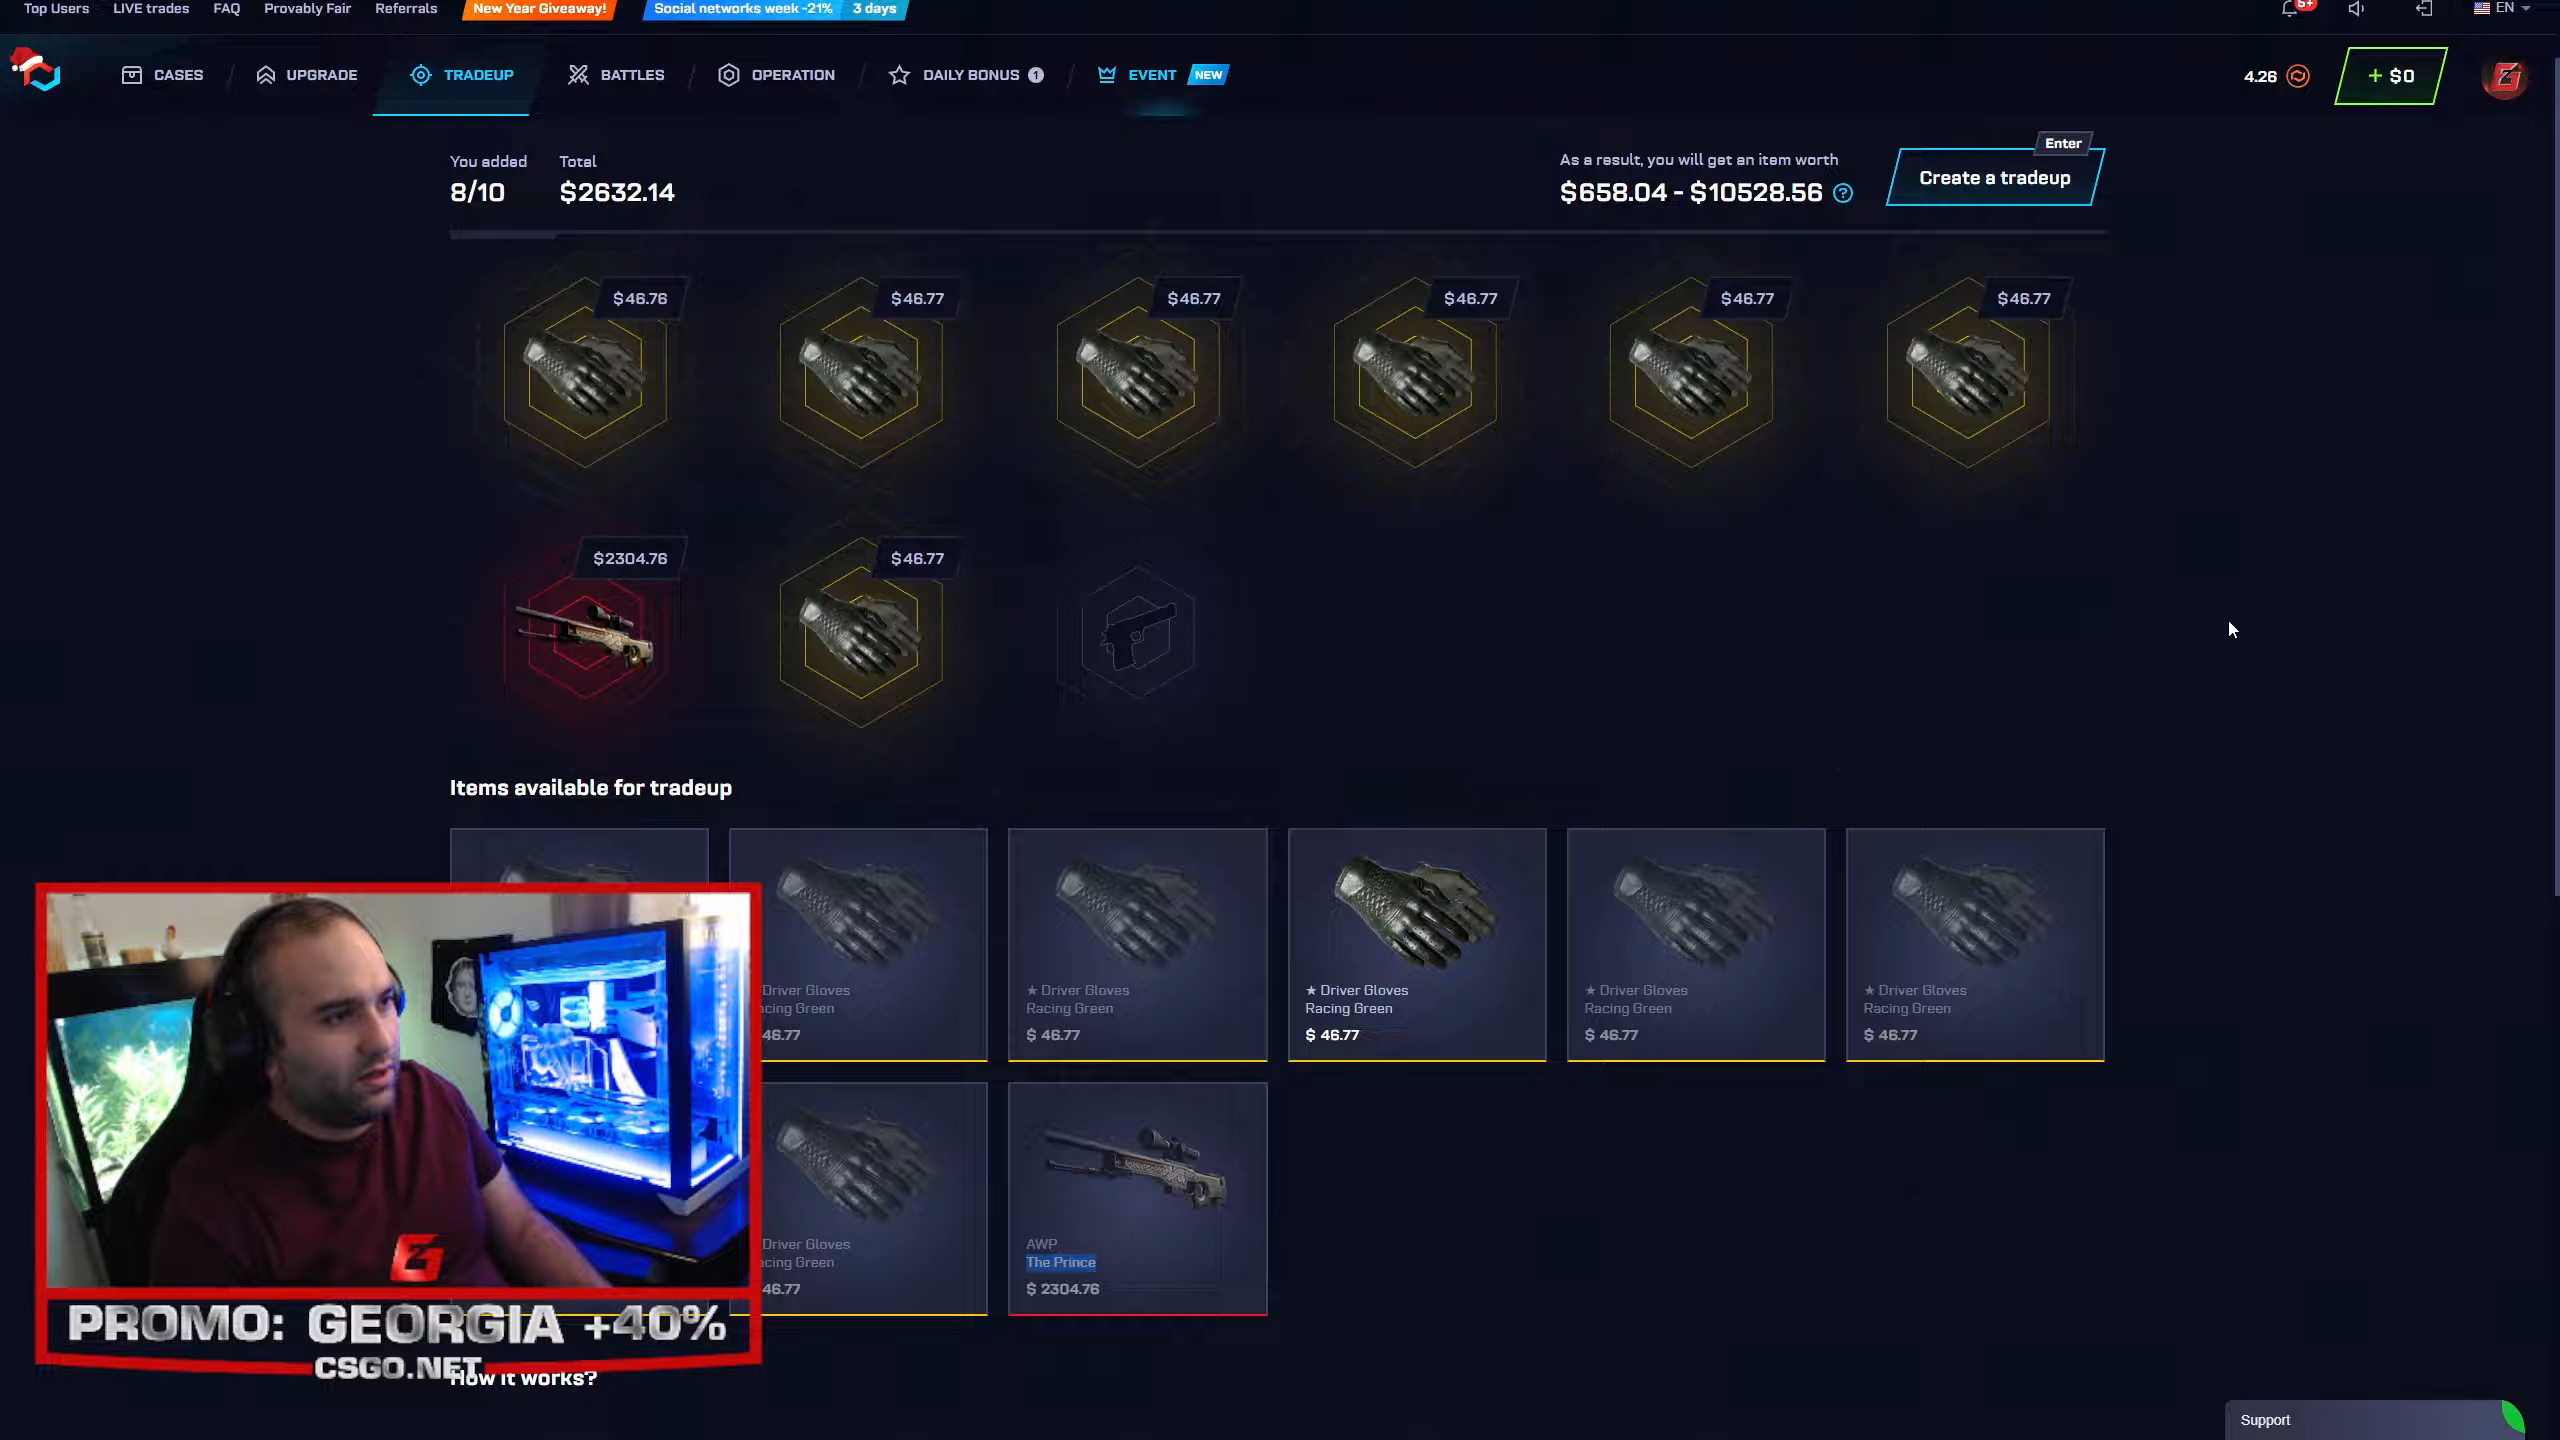 Top Users LIVE trades FAQ Provably Fair Referrals New Year Giveaway! Social networks week -21% 3 days 5+ EN
CASES UPGRADE TRADEUP BATTLES OPERATION DAILY BONUS 1 EVENT NEW 4.26 + $0
Enter
You added Total As a result, you will get an item worth
8/10 $2632.14 $658.04 - $10528.56 ? Create a tradeup
$46.76 $46.77 $46.77 $46.77 $46.77 $46.77
$2304.76 $46.77
Items available for tradeup
Driver Gloves ★ Driver Gloves ★ Driver Gloves ★ Driver Gloves ★ Driver Gloves
Racing Green Racing Green Racing Green Racing Green
46.77 $ 46.77 $ 46.77 $ 46.77 $ 46.77
Driver Gloves AWP
Green The Prince
46.77 $ 2304.76
PROMO: GEORGIA +40%
CSGO.NET
How it works?
Support